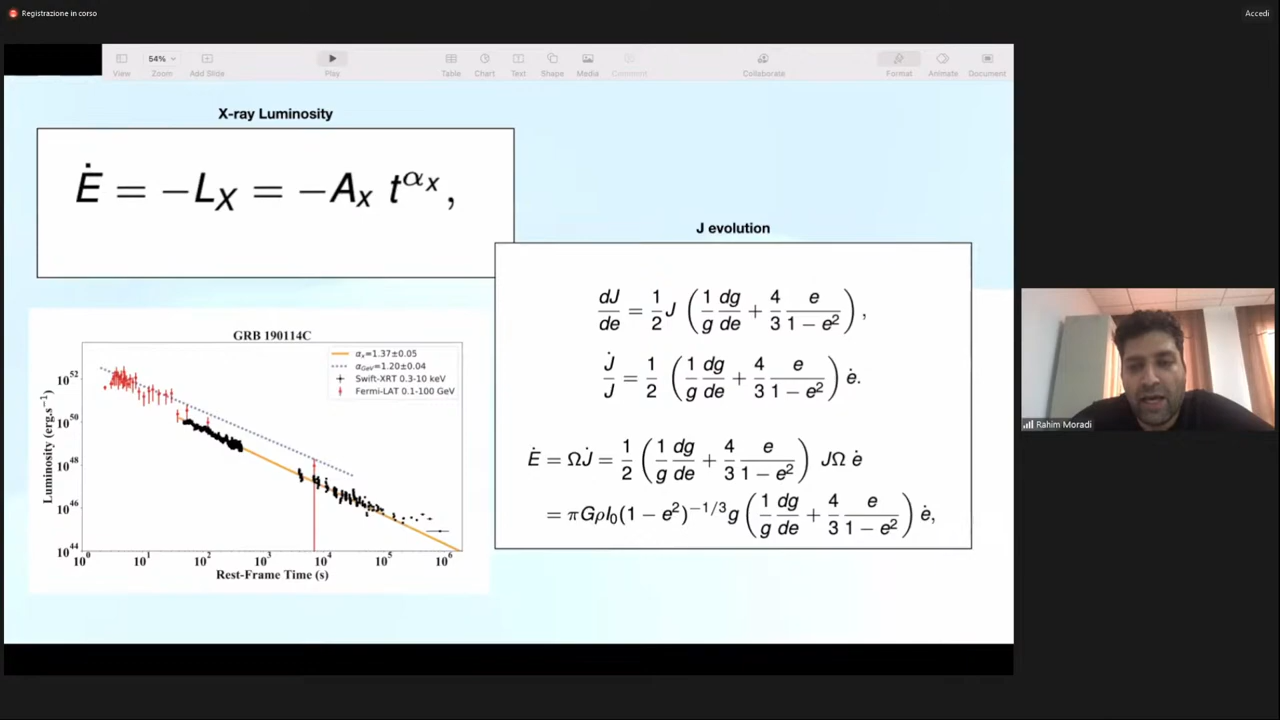 Registrazione in corso
Accedi
54%
View
Zoom
Add Slide
Play
Table
Chart
Text
Shape
Media
Comment
Collaborate
Format
Animate
Document
X-ray Luminosity
Ė = −L_X = −A_X t^{α_X},
J evolution
dJ/de = 1/2 J (1/g dg/de + 4/3 e/(1 − e²)),
J̇/J = 1/2 (1/g dg/de + 4/3 e/(1 − e²)) ė.
Ė = ΩJ̇ = 1/2 (1/g dg/de + 4/3 e/(1 − e²)) JΩ ė
= πGρI₀(1 − e²)^{−1/3}g (1/g dg/de + 4/3 e/(1 − e²)) ė,
GRB 190114C
α_x=1.37±0.05
α_GeV=1.20±0.04
Swift-XRT 0.3-10 keV
Fermi-LAT 0.1-100 GeV
Luminosity (erg.s⁻¹)
10⁵²
10⁵⁰
10⁴⁸
10⁴⁶
10⁴⁴
10⁰ 10¹ 10² 10³ 10⁴ 10⁵ 10⁶
Rest-Frame Time (s)
Rahim Moradi